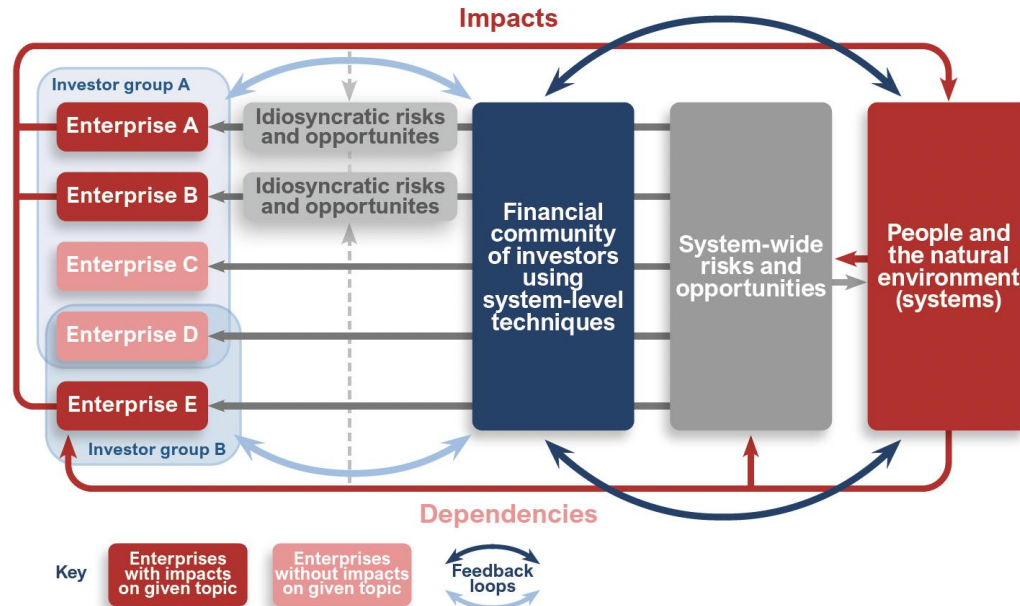 Impacts
Investor group A
Enterprise A
Enterprise B
Enterprise C
Enterprise D
Enterprise E
Investor group B
Idiosyncratic risks
and opportunites
Idiosyncratic risks
and opportunites
Financial
community
of investors
using
system-level
techniques
System-wide
risks and
opportunities
People and
the natural
environment
(systems)
Dependencies
Key
Enterprises
with impacts
on given topic
Enterprises
without impacts
on given topic
Feedback
loops